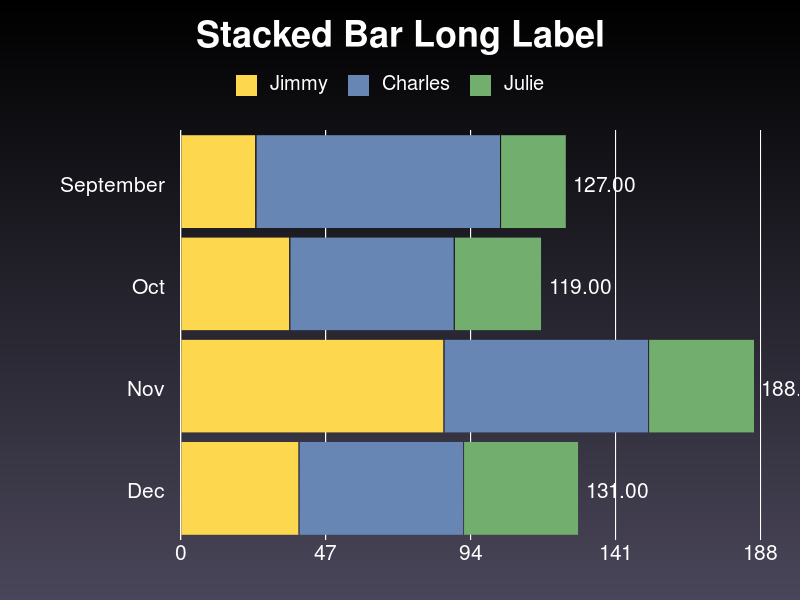 Stacked Bar Long Label
Jimmy Charles Julie
September 127.00
Oct 119.00
Nov 188.
Dec 131.00
0 47 94 141 188